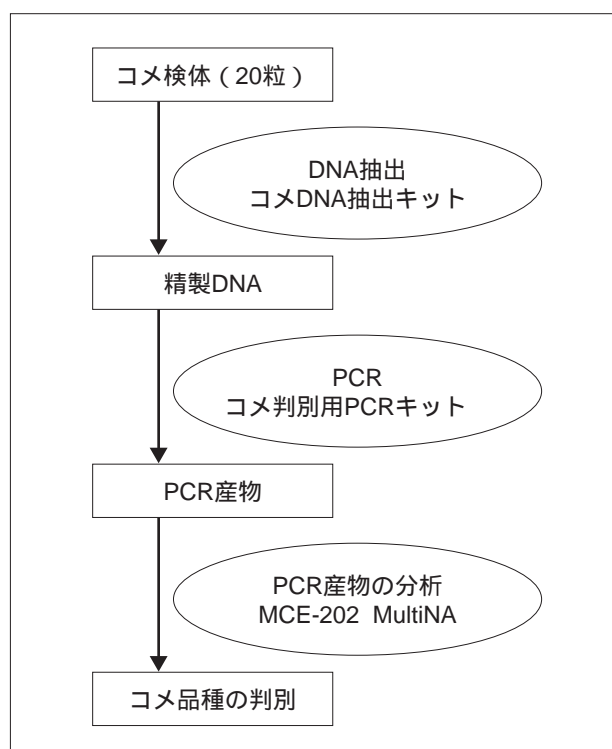 コメ検体（20粒）
DNA抽出
コメDNA抽出キット
精製DNA
PCR
コメ判別用PCRキット
PCR産物
PCR産物の分析
MCE-202 MultiNA
コメ品種の判別